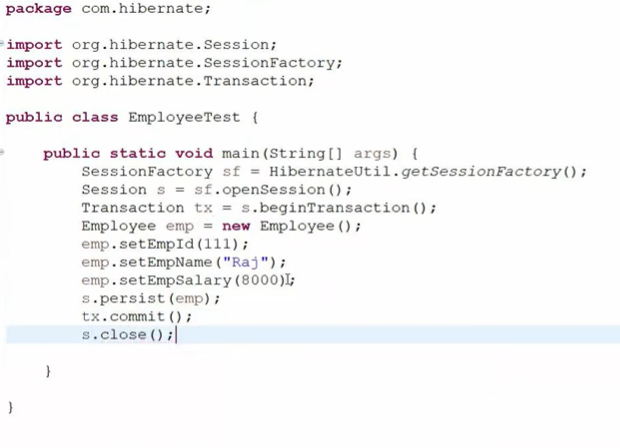 package com.hibernate;
import org.hibernate.Session;
import org.hibernate.SessionFactory;
import org.hibernate.Transaction;
public class EmployeeTest {
public static void main(String[] args) {
SessionFactory sf = HibernateUtil.getSessionFactory();
Session s = sf.openSession();
Transaction tx = s.beginTransaction();
Employee emp = new Employee();
emp.setEmpId(111);
emp.setEmpName("Raj");
emp.setEmpSalary(8000);
s.persist(emp);
tx.commit();
s.close();
}
}